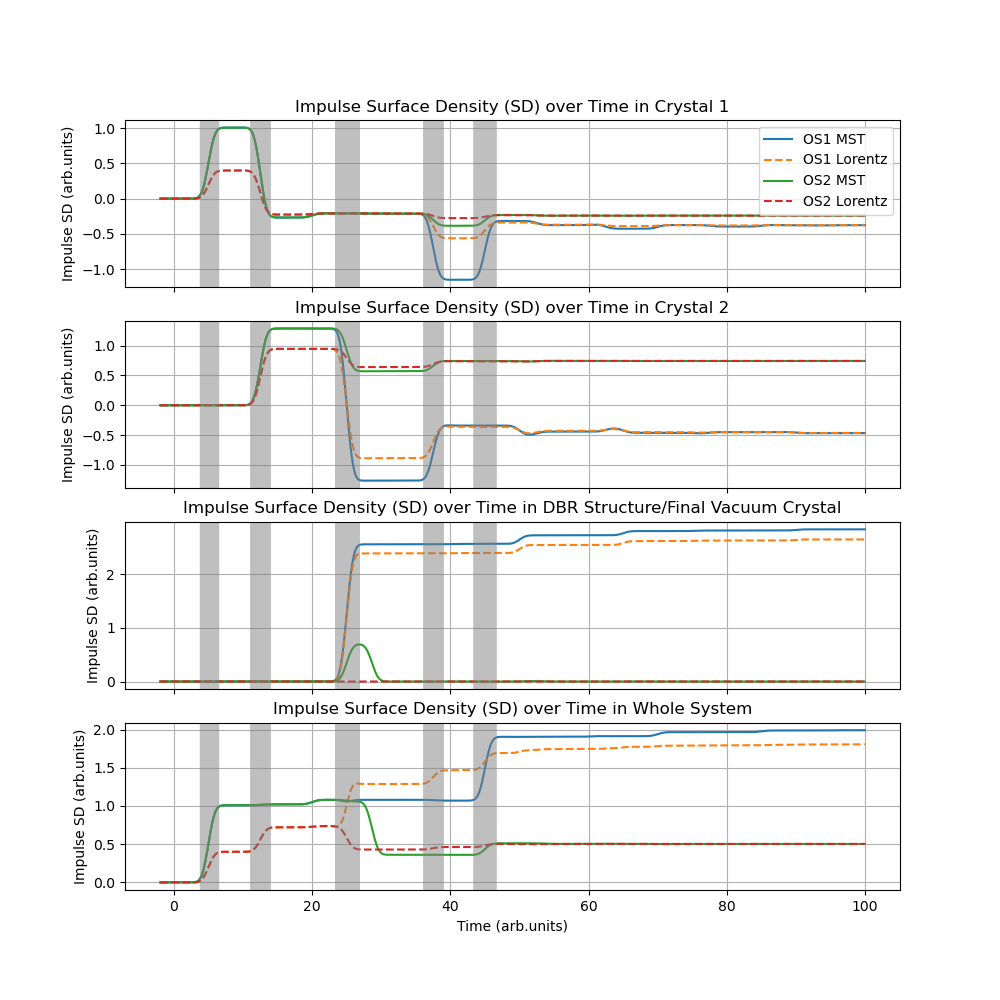 Impulse Surface Density (SD) over Time in Crystal 1
Impulse SD (arb.units)
1.0
0.5
0.0
−0.5
−1.0
OS1 MST
OS1 Lorentz
OS2 MST
OS2 Lorentz
Impulse Surface Density (SD) over Time in Crystal 2
Impulse SD (arb.units)
1.0
0.5
0.0
−0.5
−1.0
Impulse Surface Density (SD) over Time in DBR Structure/Final Vacuum Crystal
Impulse SD (arb.units)
2
1
0
Impulse Surface Density (SD) over Time in Whole System
Impulse SD (arb.units)
2.0
1.5
1.0
0.5
0.0
0 20 40 60 80 100
Time (arb.units)